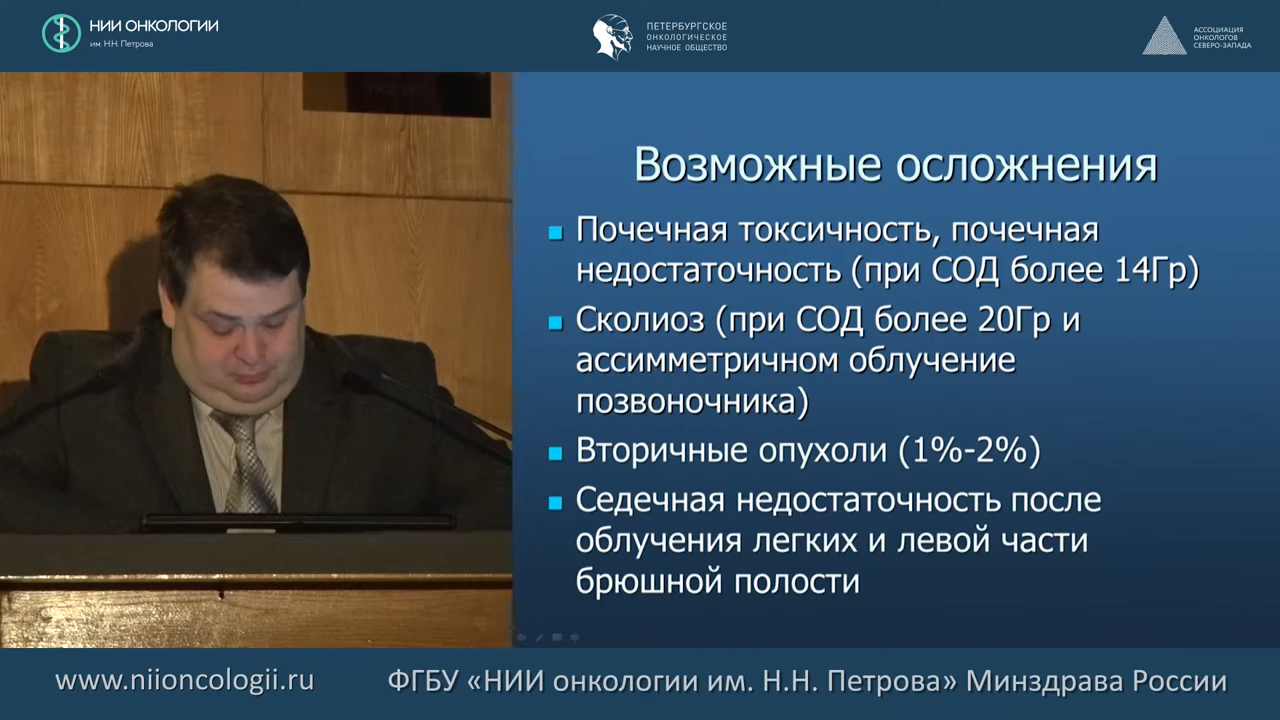 НИИ ОНКОЛОГИИ
им. Н.Н. Петрова
ПЕТЕРБУРГСКОЕ
ОНКОЛОГИЧЕСКОЕ
НАУЧНОЕ ОБЩЕСТВО
АССОЦИАЦИЯ
ОНКОЛОГОВ
СЕВЕРО-ЗАПАДА
Возможные осложнения
Почечная токсичность, почечная
недостаточность (при СОД более 14Гр)
Сколиоз (при СОД более 20Гр и
ассимметричном облучение
позвоночника)
Вторичные опухоли (1%-2%)
Седечная недостаточность после
облучения легких и левой части
брюшной полости
www.niioncologii.ru
ФГБУ «НИИ онкологии им. Н.Н. Петрова» Минздрава России